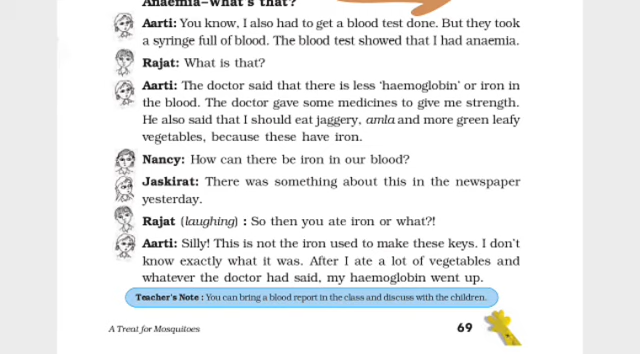 Anaemia–what's that?
Aarti: You know, I also had to get a blood test done. But they took
a syringe full of blood. The blood test showed that I had anaemia.
Rajat: What is that?
Aarti: The doctor said that there is less ‘haemoglobin’ or iron in
the blood. The doctor gave some medicines to give me strength.
He also said that I should eat jaggery, amla and more green leafy
vegetables, because these have iron.
Nancy: How can there be iron in our blood?
Jaskirat: There was something about this in the newspaper
yesterday.
Rajat (laughing) : So then you ate iron or what?!
Aarti: Silly! This is not the iron used to make these keys. I don't
know exactly what it was. After I ate a lot of vegetables and
whatever the doctor had said, my haemoglobin went up.
Teacher's Note : You can bring a blood report in the class and discuss with the children.
A Treat for Mosquitoes
69